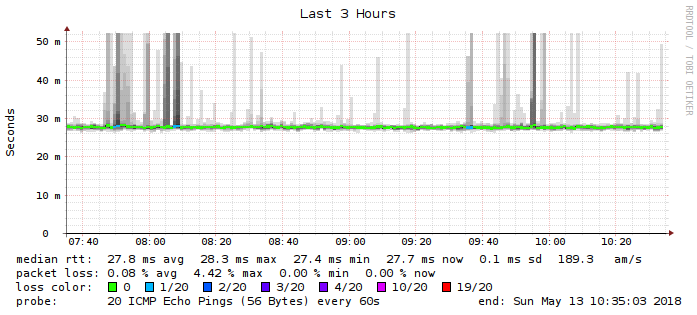 Last 3 Hours
RRDTOOL / TOBI OETIKER
Seconds
50 m
40 m
30 m
20 m
10 m
0
07:40 08:00 08:20 08:40 09:00 09:20 09:40 10:00 10:20
median rtt: 27.8 ms avg 28.3 ms max 27.4 ms min 27.7 ms now 0.1 ms sd 189.3 am/s
packet loss: 0.08 % avg 4.42 % max 0.00 % min 0.00 % now
loss color: 0 1/20 2/20 3/20 4/20 10/20 19/20
probe: 20 ICMP Echo Pings (56 Bytes) every 60s end: Sun May 13 10:35:03 2018